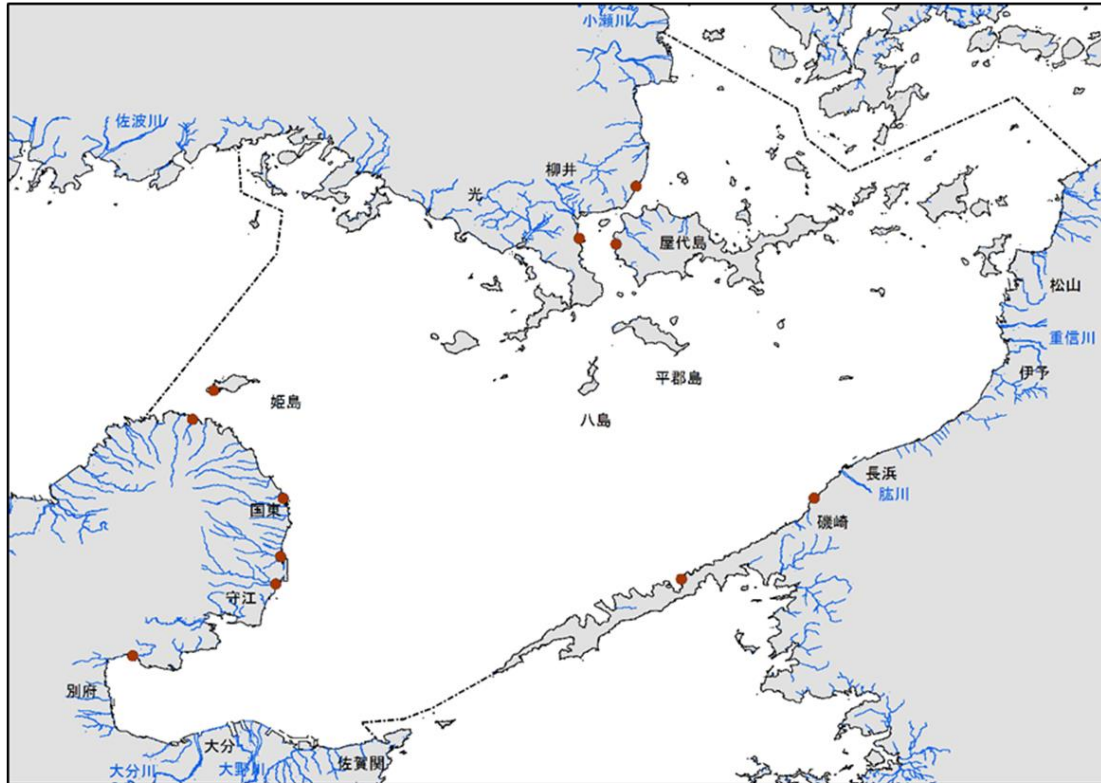 小瀬川
佐波川
柳井
光
屋代島
松山
重信川
伊予
平郡島
姫島
八島
長浜
肱川
国東
磯崎
守江
別府
大分
佐賀関
大分川
大野川